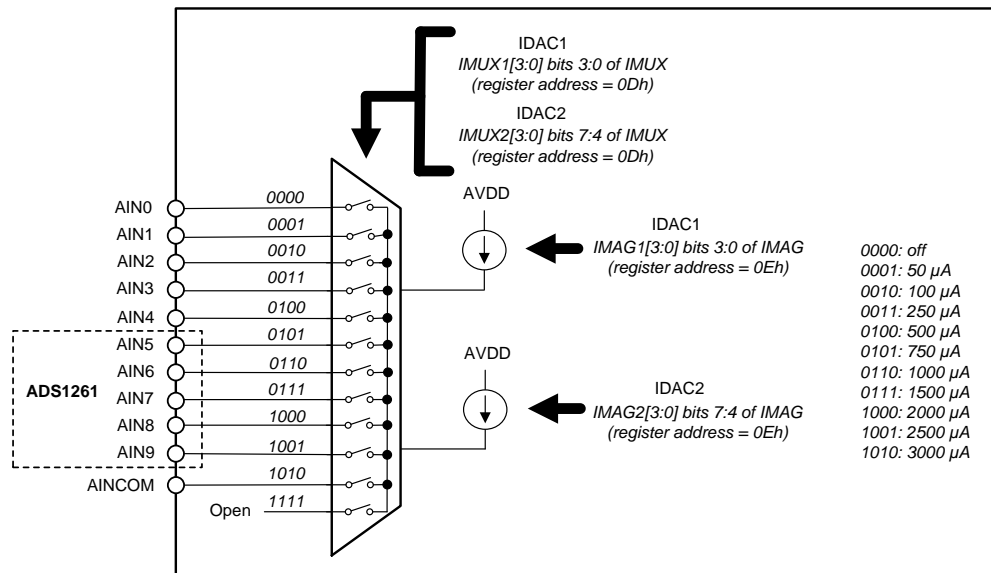 IDAC1
IMUX1[3:0] bits 3:0 of IMUX
(register address = 0Dh)
IDAC2
IMUX2[3:0] bits 7:4 of IMUX
(register address = 0Dh)
AIN0
0000
AIN1
0001
AIN2
0010
AIN3
0011
AIN4
0100
AIN5
0101
AIN6
0110
AIN7
0111
AIN8
1000
AIN9
1001
AINCOM
1010
Open
1111
ADS1261
AVDD
IDAC1
IMAG1[3:0] bits 3:0 of IMAG
(register address = 0Eh)
AVDD
IDAC2
IMAG2[3:0] bits 7:4 of IMAG
(register address = 0Eh)
0000: off
0001: 50 µA
0010: 100 µA
0011: 250 µA
0100: 500 µA
0101: 750 µA
0110: 1000 µA
0111: 1500 µA
1000: 2000 µA
1001: 2500 µA
1010: 3000 µA